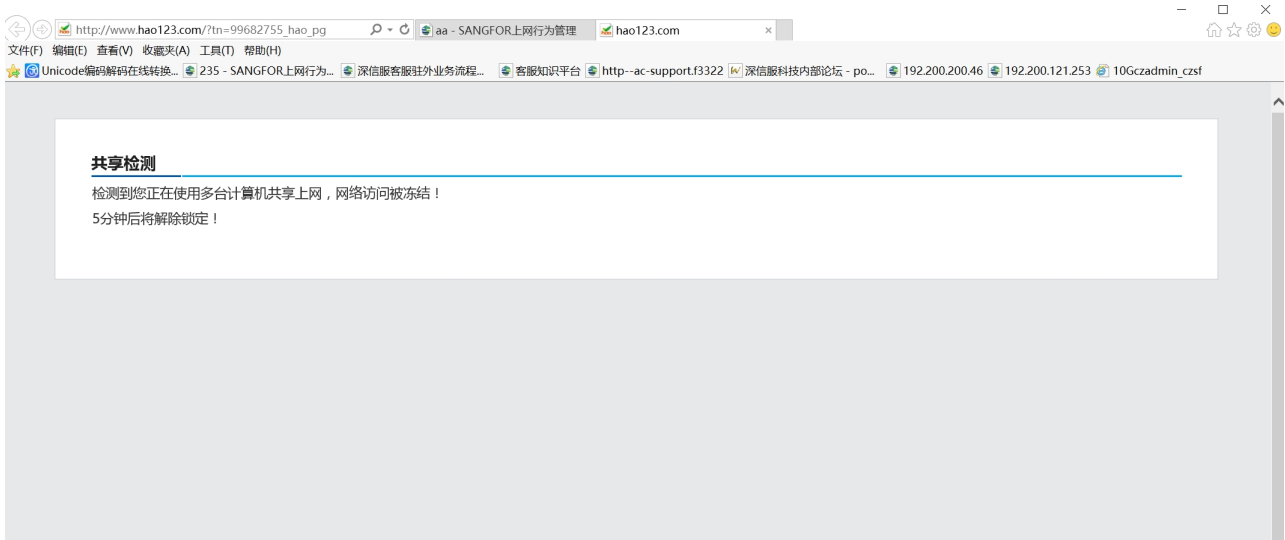 http://www.hao123.com/?tn=99682755_hao_pg
aa - SANGFOR上网行为管理
hao123.com
文件(F) 编辑(E) 查看(V) 收藏夹(A) 工具(T) 帮助(H)
Unicode编码解码在线转换... 235 - SANGFOR上网行为... 深信服客服驻外业务流程... 客服知识平台 http--ac-support.f3322 深信服科技内部论坛 - po... 192.200.200.46 192.200.121.253 10Gczadmin_czsf
共享检测
检测到您正在使用多台计算机共享上网，网络访问被冻结！
5分钟后将解除锁定！